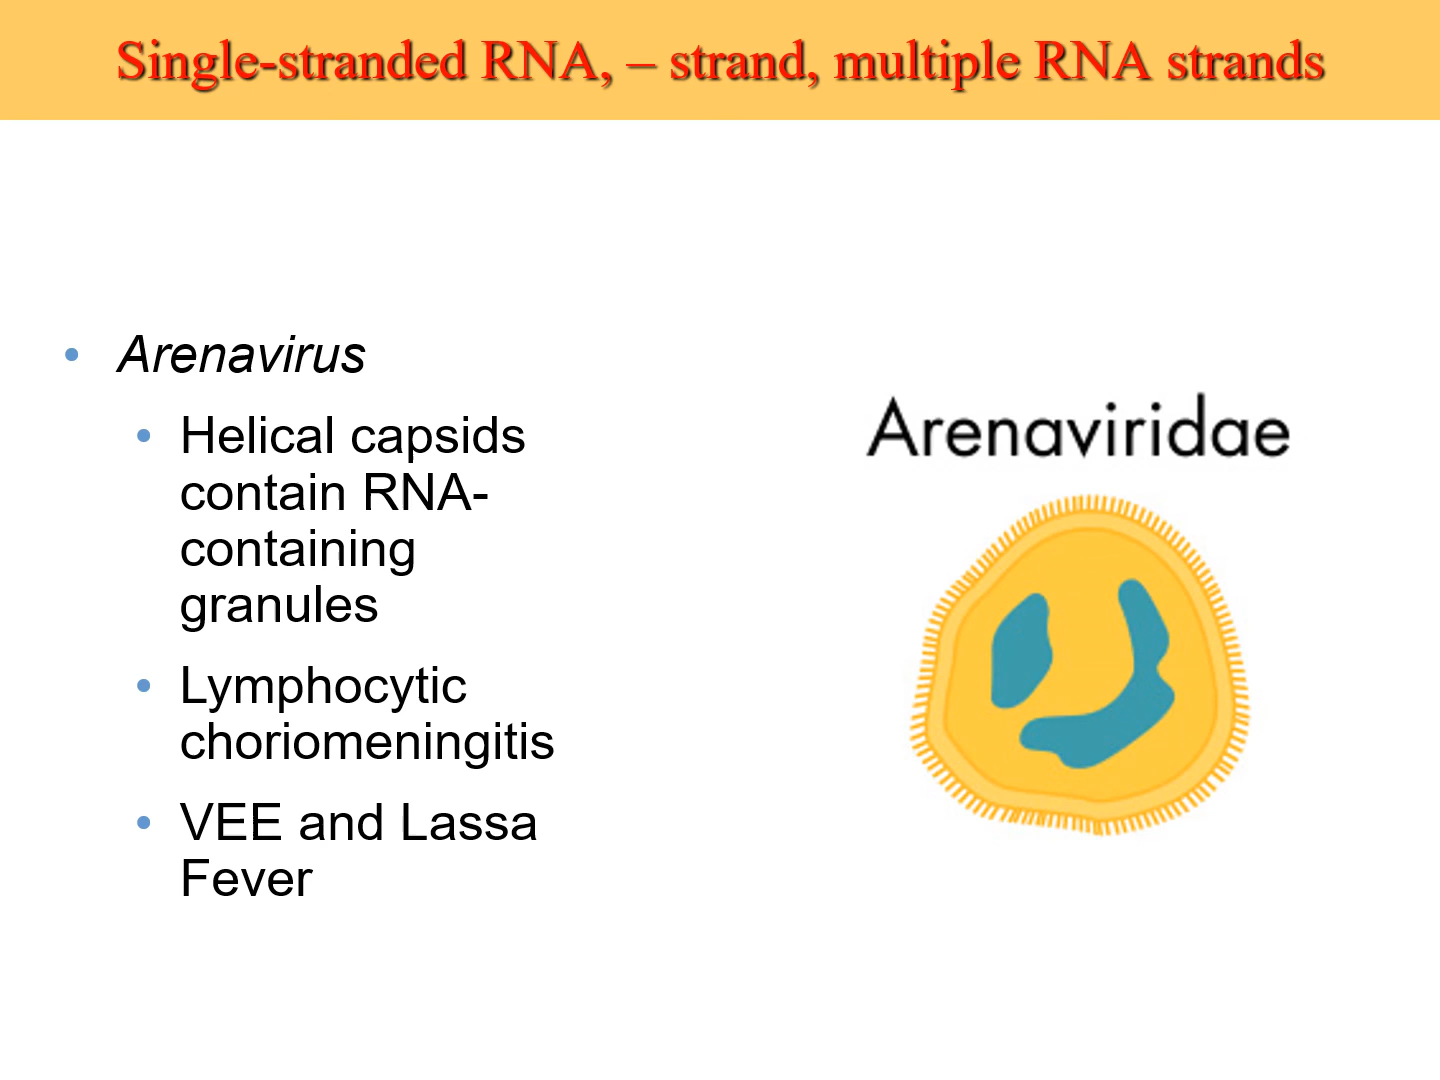 Single-stranded RNA, – strand, multiple RNA strands
• Arenavirus
• Helical capsids
contain RNA-
containing
granules
• Lymphocytic
choriomeningitis
• VEE and Lassa
Fever
Arenaviridae